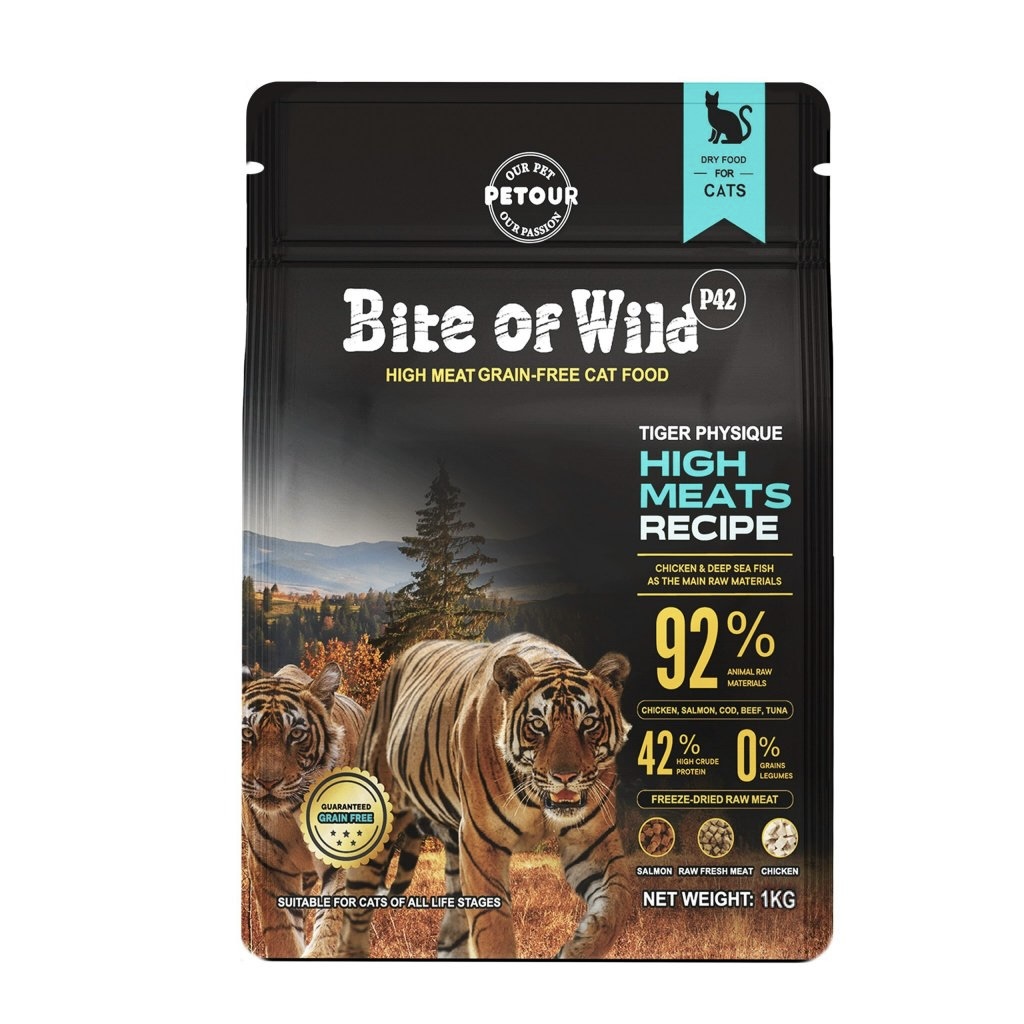 DRY FOOD
FOR
CATS
OUR PET
PETOUR
OUR PASSION
Bite of Wild
P42
HIGH MEAT GRAIN-FREE CAT FOOD
TIGER PHYSIQUE
HIGH
MEATS
RECIPE
CHICKEN & DEEP SEA FISH
AS THE MAIN RAW MATERIALS
92%
ANIMAL RAW
MATERIALS
CHICKEN, SALMON, COD, BEEF, TUNA
42%
HIGH CRUDE
PROTEIN
0%
GRAINS
LEGUMES
FREEZE-DRIED RAW MEAT
SALMON RAW FRESH MEAT CHICKEN
GUARANTEED
GRAIN FREE
SUITABLE FOR CATS OF ALL LIFE STAGES
NET WEIGHT: 1KG